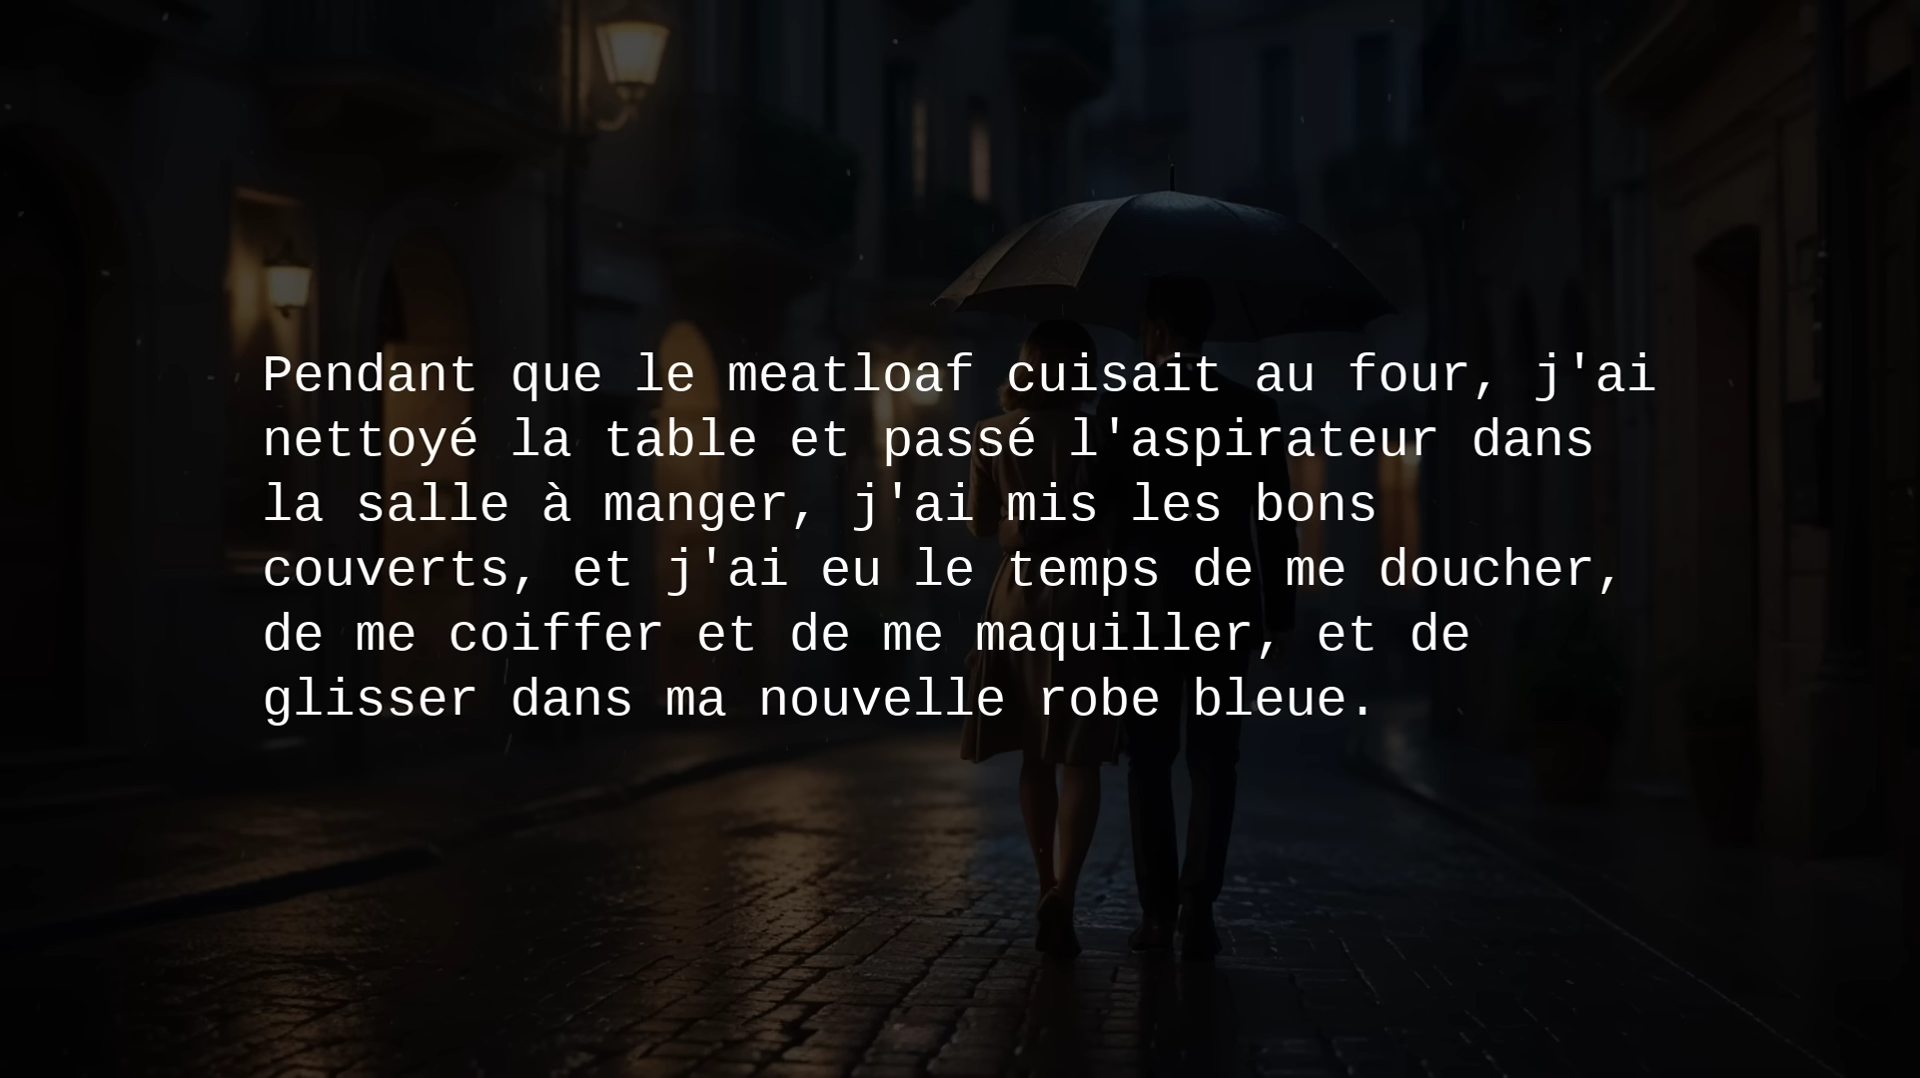 Pendant que le meatloaf cuisait au four, j'ai
nettoyé la table et passé l'aspirateur dans
la salle à manger, j'ai mis les bons
couverts, et j'ai eu le temps de me doucher,
de me coiffer et de me maquiller, et de
glisser dans ma nouvelle robe bleue.